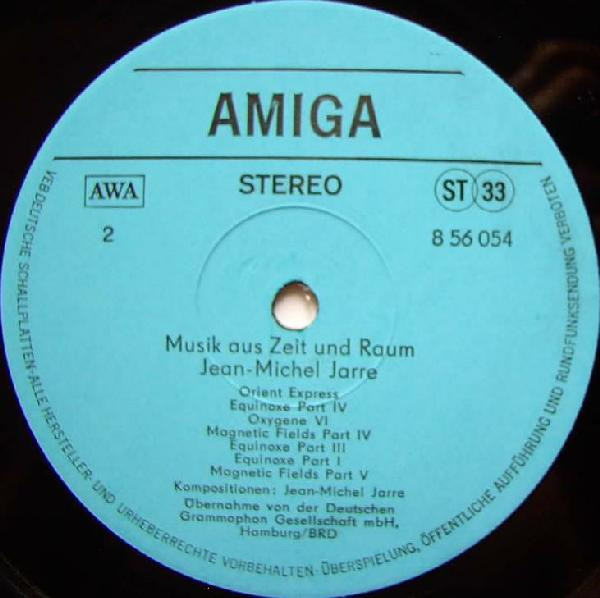 AMIGA
AWA
STEREO
ST 33
2
8 56 054
Musik aus Zeit und Raum
Jean-Michel Jarre
Orient Express
Equinoxe Part IV
Oxygene VI
Magnetic Fields Part IV
Equinoxe Part III
Equinoxe Part I
Magnetic Fields Part V
Kompositionen: Jean-Michel Jarre
Übernahme von der Deutschen
Grammophon Gesellschaft mbH,
Hamburg/BRD
VEB DEUTSCHE SCHALLPLATTEN-ALLE HERSTELLER- UND URHEBERRECHTE VORBEHALTEN-ÜBERSPIELUNG, ÖFFENTLICHE AUFFÜHRUNG UND RUNDFUNKSENDUNG VERBOTEN